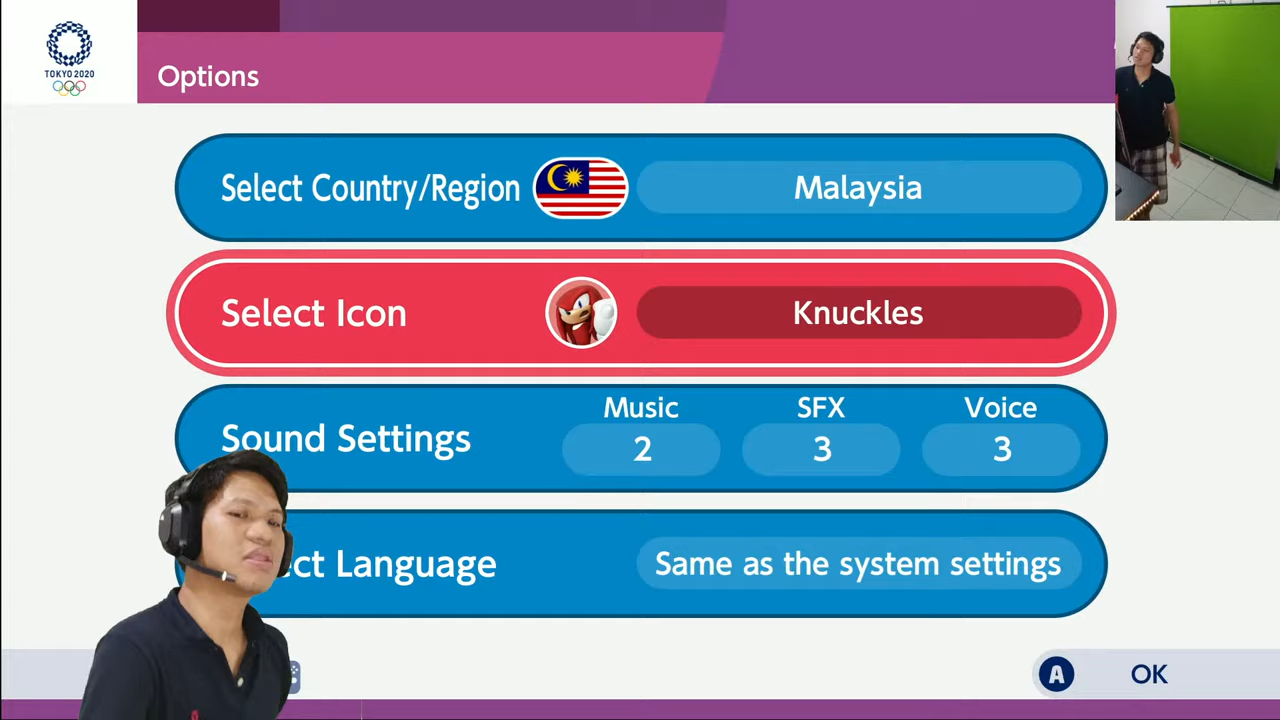 TOKYO 2020
Options
Select Country/Region
Malaysia
Select Icon
Knuckles
Sound Settings
Music
2
SFX
3
Voice
3
ct Language
Same as the system settings
A
OK